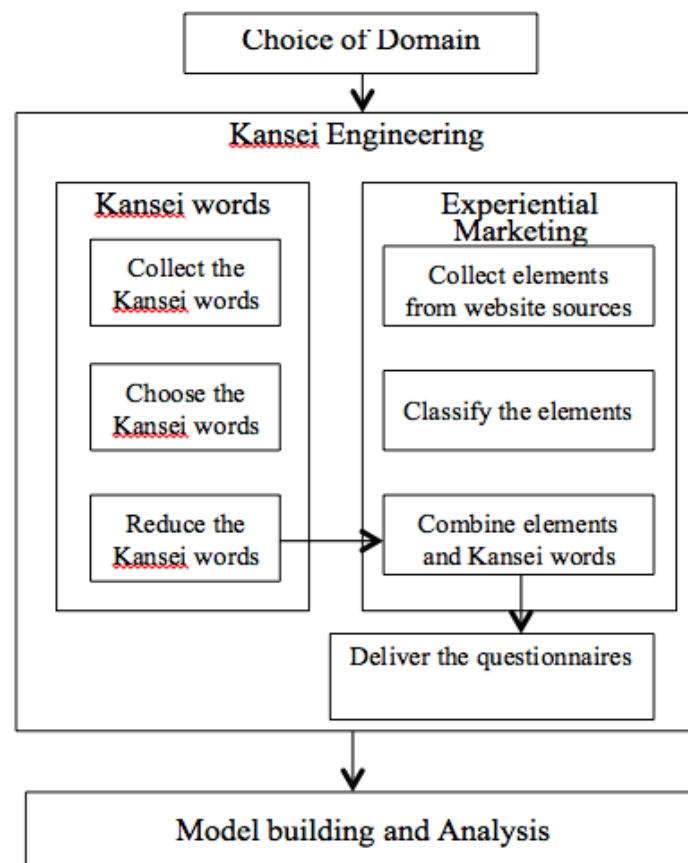 Choice of Domain
Kansei Engineering
Kansei words
Collect the
Kansei words
Choose the
Kansei words
Reduce the
Kansei words
Experiential
Marketing
Collect elements
from website sources
Classify the elements
Combine elements
and Kansei words
Deliver the questionnaires
Model building and Analysis